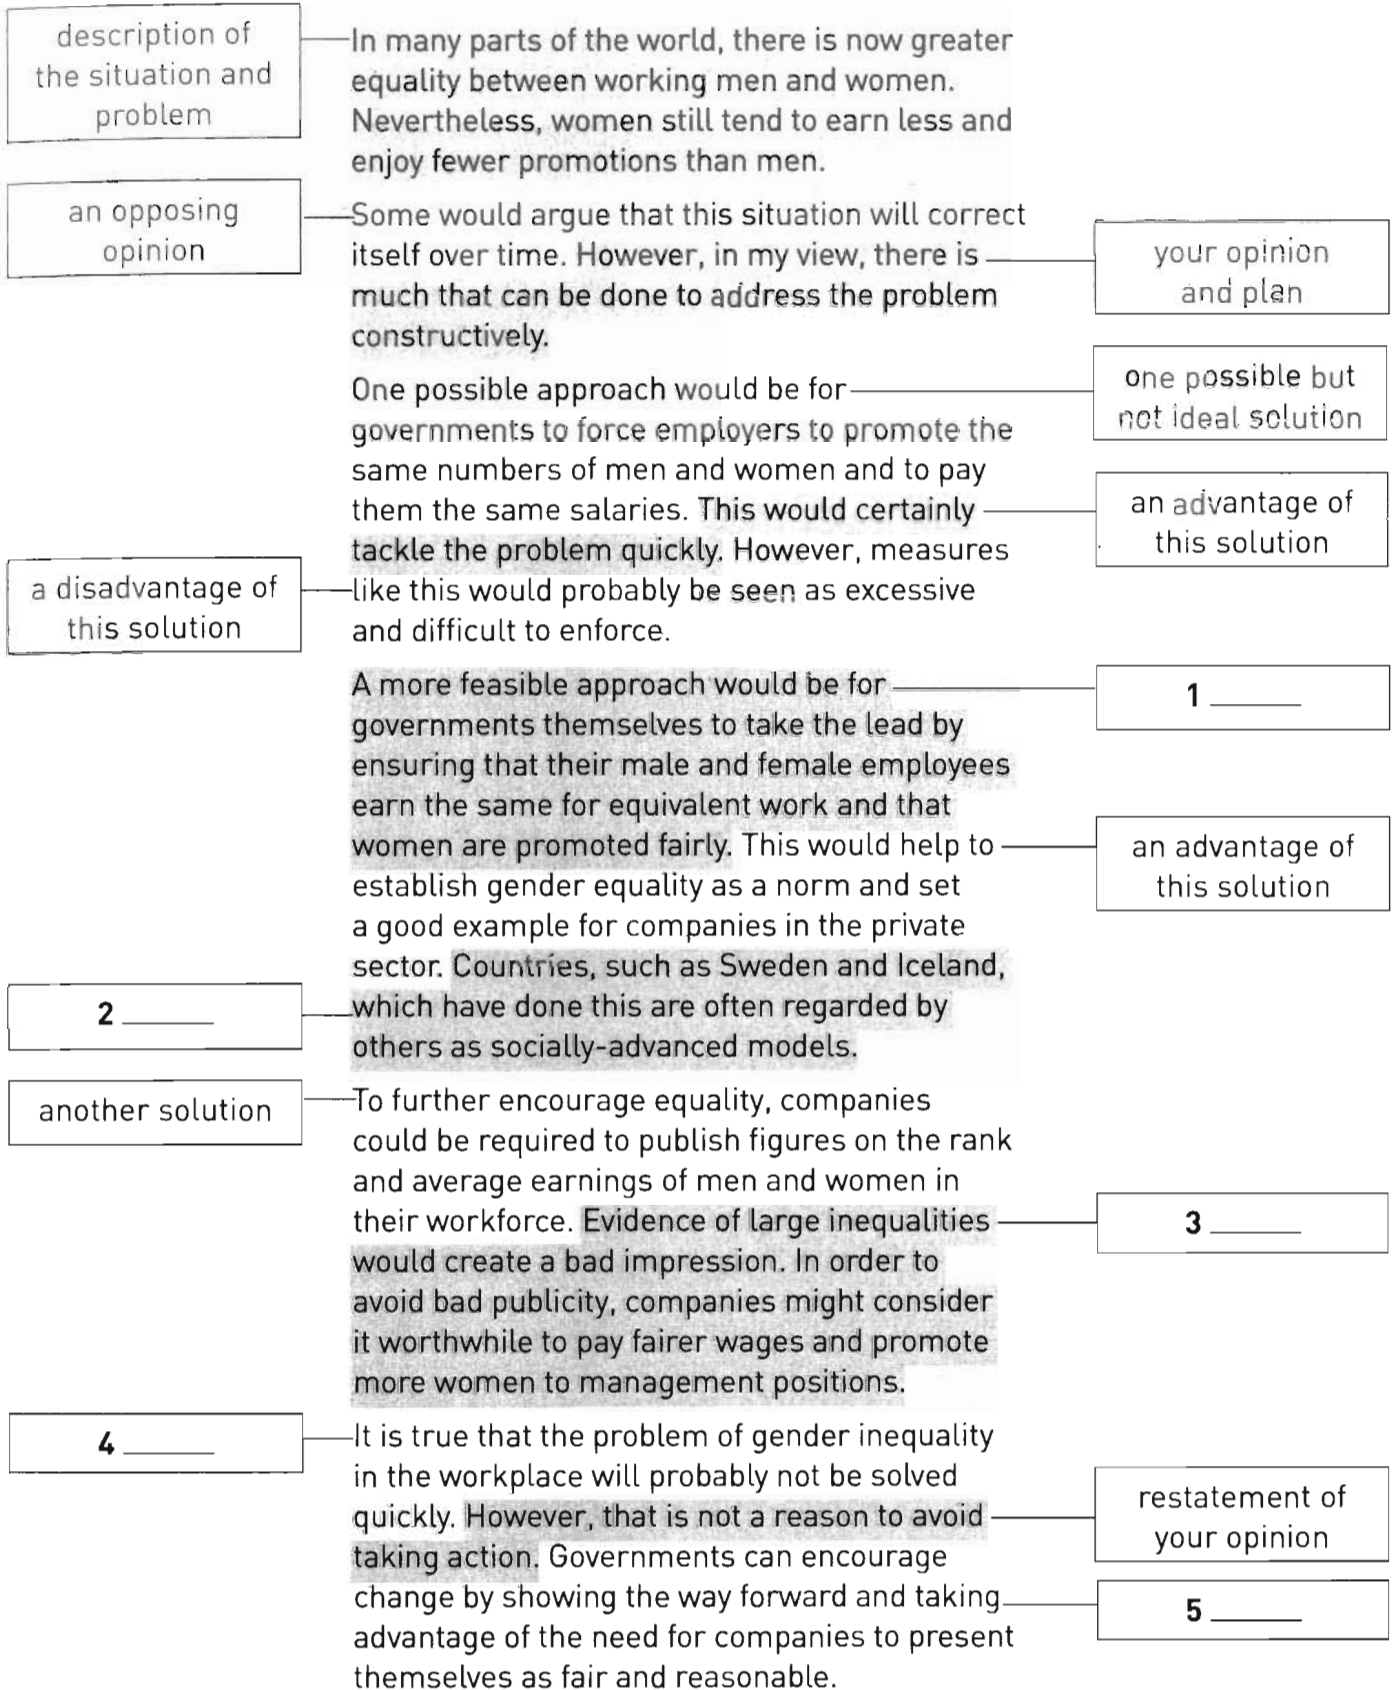 description of
the situation and
problem
In many parts of the world, there is now greater
equality between working men and women.
Nevertheless, women still tend to earn less and
enjoy fewer promotions than men.
an opposing
opinion
Some would argue that this situation will correct
itself over time. However, in my view, there is
much that can be done to address the problem
constructively.
your opinion
and plan
One possible approach would be for
governments to force employers to promote the
same numbers of men and women and to pay
them the same salaries. This would certainly
tackle the problem quickly. However, measures
like this would probably be seen as excessive
and difficult to enforce.
one possible but
not ideal solution
an advantage of
this solution
a disadvantage of
this solution
A more feasible approach would be for
governments themselves to take the lead by
ensuring that their male and female employees
earn the same for equivalent work and that
women are promoted fairly. This would help to
establish gender equality as a norm and set
a good example for companies in the private
sector. Countries, such as Sweden and Iceland,
which have done this are often regarded by
others as socially-advanced models.
1 ______
an advantage of
this solution
2 ______
another solution
To further encourage equality, companies
could be required to publish figures on the rank
and average earnings of men and women in
their workforce. Evidence of large inequalities
would create a bad impression. In order to
avoid bad publicity, companies might consider
it worthwhile to pay fairer wages and promote
more women to management positions.
3 ______
4 ______
It is true that the problem of gender inequality
in the workplace will probably not be solved
quickly. However, that is not a reason to avoid
taking action. Governments can encourage
change by showing the way forward and taking
advantage of the need for companies to present
themselves as fair and reasonable.
restatement of
your opinion
5 ______